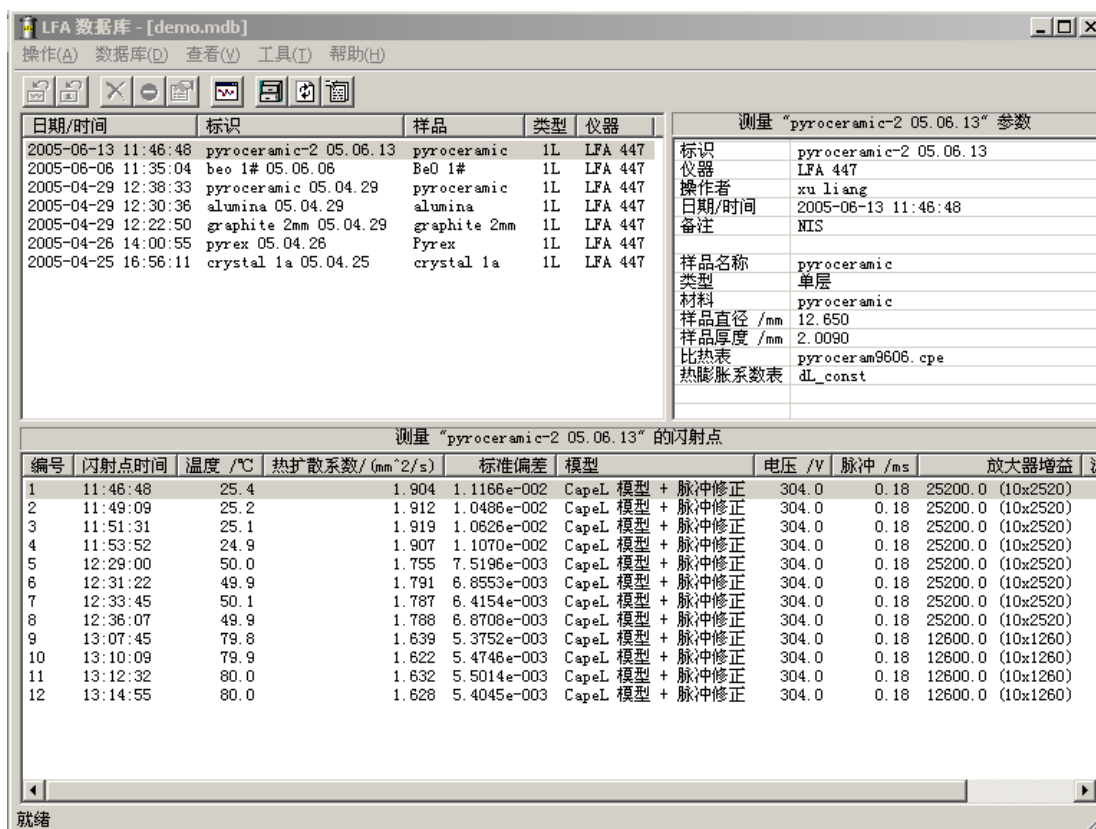 LFA 数据库 - [demo.mdb]
操作(A) 数据库(D) 查看(V) 工具(T) 帮助(H)
日期/时间 标识 样品 类型 仪器
2005-06-13 11:46:48 pyroceramic-2 05.06.13 pyroceramic 1L LFA 447
2005-06-06 11:35:04 beo 1# 05.06.06 BeO 1# 1L LFA 447
2005-04-29 12:38:33 pyroceramic 05.04.29 pyroceramic 1L LFA 447
2005-04-29 12:30:36 alumina 05.04.29 alumina 1L LFA 447
2005-04-29 12:22:50 graphite 2mm 05.04.29 graphite 2mm 1L LFA 447
2005-04-26 14:00:55 pyrex 05.04.26 Pyrex 1L LFA 447
2005-04-25 16:56:11 crystal 1a 05.04.25 crystal 1a 1L LFA 447
测量 "pyroceramic-2 05.06.13" 参数
标识 pyroceramic-2 05.06.13
仪器 LFA 447
操作者 xu liang
日期/时间 2005-06-13 11:46:48
备注 NIS
样品名称 pyroceramic
类型 单层
材料 pyroceramic
样品直径 /mm 12.650
样品厚度 /mm 2.0090
比热表 pyroceram9606.cpe
热膨胀系数表 dL_const
测量 "pyroceramic-2 05.06.13" 的闪射点
编号 闪射点时间 温度 /℃ 热扩散系数/(mm^2/s) 标准偏差 模型 电压 /V 脉冲 /ms 放大器增益
1 11:46:48 25.4 1.904 1.1166e-002 CapeL 模型 + 脉冲修正 304.0 0.18 25200.0 (10x2520)
2 11:49:09 25.2 1.912 1.0486e-002 CapeL 模型 + 脉冲修正 304.0 0.18 25200.0 (10x2520)
3 11:51:31 25.1 1.919 1.0626e-002 CapeL 模型 + 脉冲修正 304.0 0.18 25200.0 (10x2520)
4 11:53:52 24.9 1.907 1.1070e-002 CapeL 模型 + 脉冲修正 304.0 0.18 25200.0 (10x2520)
5 12:29:00 50.0 1.755 7.5196e-003 CapeL 模型 + 脉冲修正 304.0 0.18 25200.0 (10x2520)
6 12:31:22 49.9 1.791 6.8553e-003 CapeL 模型 + 脉冲修正 304.0 0.18 25200.0 (10x2520)
7 12:33:45 50.1 1.787 6.4154e-003 CapeL 模型 + 脉冲修正 304.0 0.18 25200.0 (10x2520)
8 12:36:07 49.9 1.788 6.8708e-003 CapeL 模型 + 脉冲修正 304.0 0.18 25200.0 (10x2520)
9 13:07:45 79.8 1.639 5.3752e-003 CapeL 模型 + 脉冲修正 304.0 0.18 12600.0 (10x1260)
10 13:10:09 79.9 1.622 5.4746e-003 CapeL 模型 + 脉冲修正 304.0 0.18 12600.0 (10x1260)
11 13:12:32 80.0 1.632 5.5014e-003 CapeL 模型 + 脉冲修正 304.0 0.18 12600.0 (10x1260)
12 13:14:55 80.0 1.628 5.4045e-003 CapeL 模型 + 脉冲修正 304.0 0.18 12600.0 (10x1260)
就绪